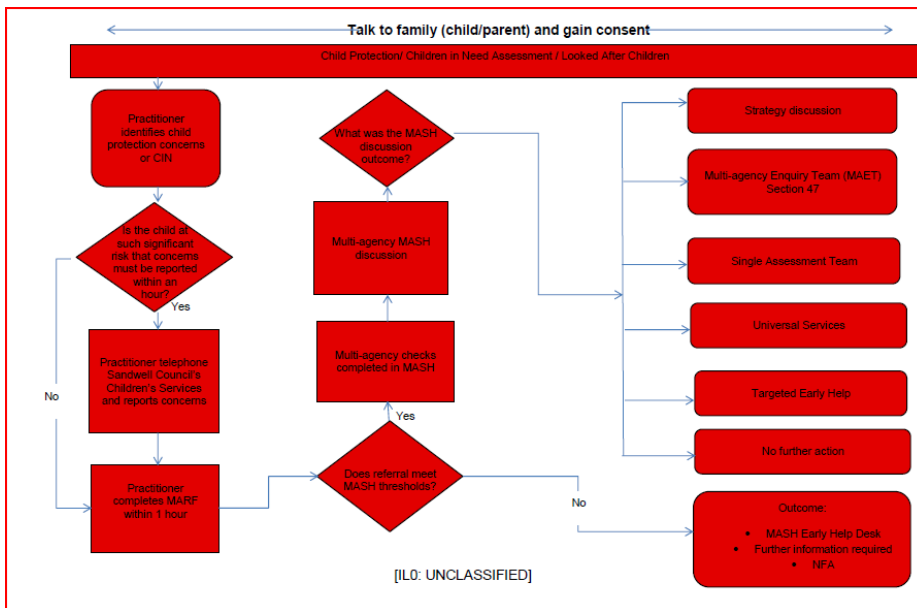 Talk to family (child/parent) and gain consent
Child Protection/ Children in Need Assessment / Looked After Children
Practitioner
identifies child
protection concerns
or CIN
Is the child at
such significant
risk that concerns
must be reported
within an
hour?
Yes
No
Practitioner telephone
Sandwell Council's
Children's Services
and reports concerns
Practitioner
completes MARF
within 1 hour
What was the MASH
discussion
outcome?
Multi-agency MASH
discussion
Multi-agency checks
completed in MASH
Yes
Does referral meet
MASH thresholds?
No
Strategy discussion
Multi-agency Enquiry Team (MAET)
Section 47
Single Assessment Team
Universal Services
Targeted Early Help
No further action
Outcome:
• MASH Early Help Desk
• Further information required
• NFA
[IL0: UNCLASSIFIED]